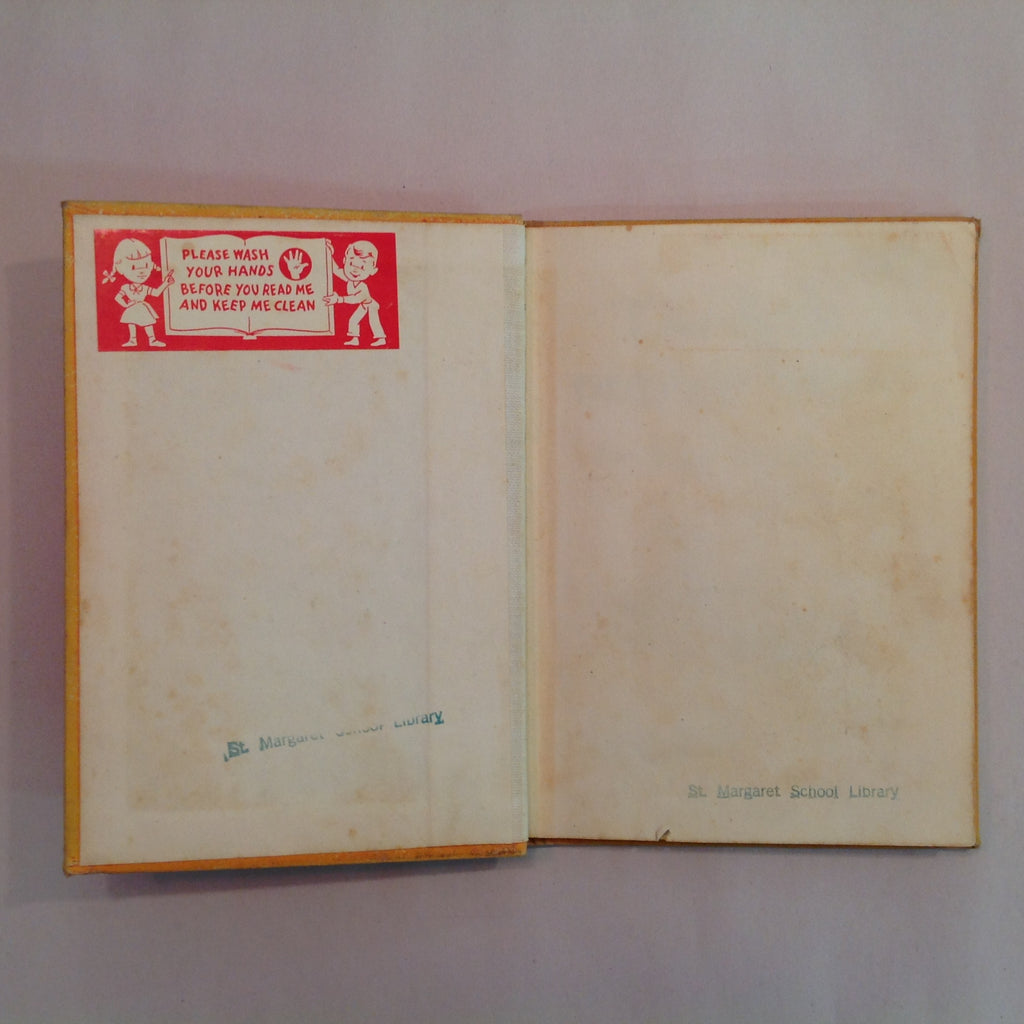 PLEASE WASH
YOUR HANDS
BEFORE YOU READ ME
AND KEEP ME CLEAN
St. Margaret School Library
St. Margaret School Library